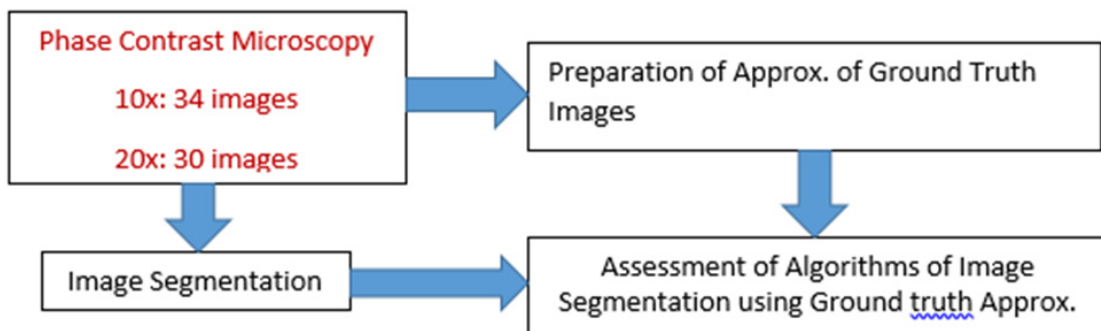 Phase Contrast Microscopy
10x: 34 images
20x: 30 images
Preparation of Approx. of Ground Truth
Images
Image Segmentation
Assessment of Algorithms of Image
Segmentation using Ground truth Approx.